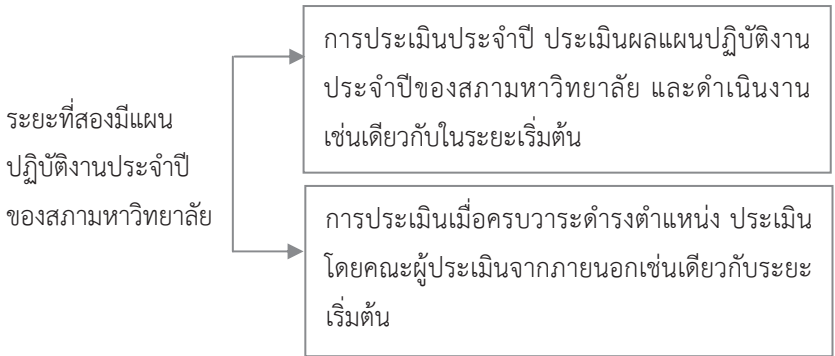 ระยะที่สองมีแผน
ปฏิบัติงานประจำปี
ของสภามหาวิทยาลัย
การประเมินประจำปี ประเมินผลแผนปฏิบัติงาน
ประจำปีของสภามหาวิทยาลัย และดำเนินงาน
เช่นเดียวกับในระยะเริ่มต้น
การประเมินเมื่อครบวาระดำรงตำแหน่ง ประเมิน
โดยคณะผู้ประเมินจากภายนอกเช่นเดียวกับระยะ
เริ่มต้น